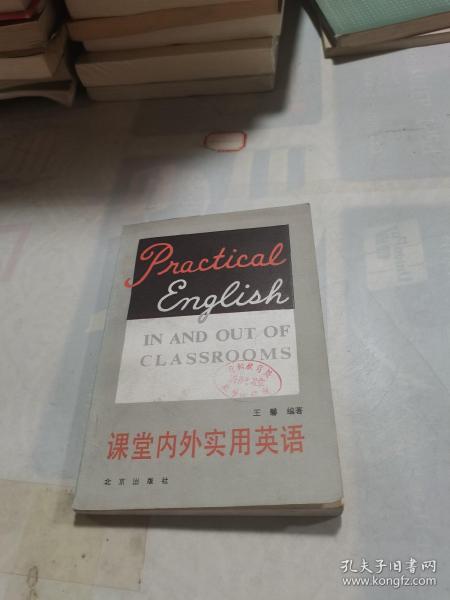 Practical
English
IN AND OUT OF
CLASSROOMS
王馨 编著
课堂内外实用英语
北京出版社
孔夫子旧书网
www.kongfz.com